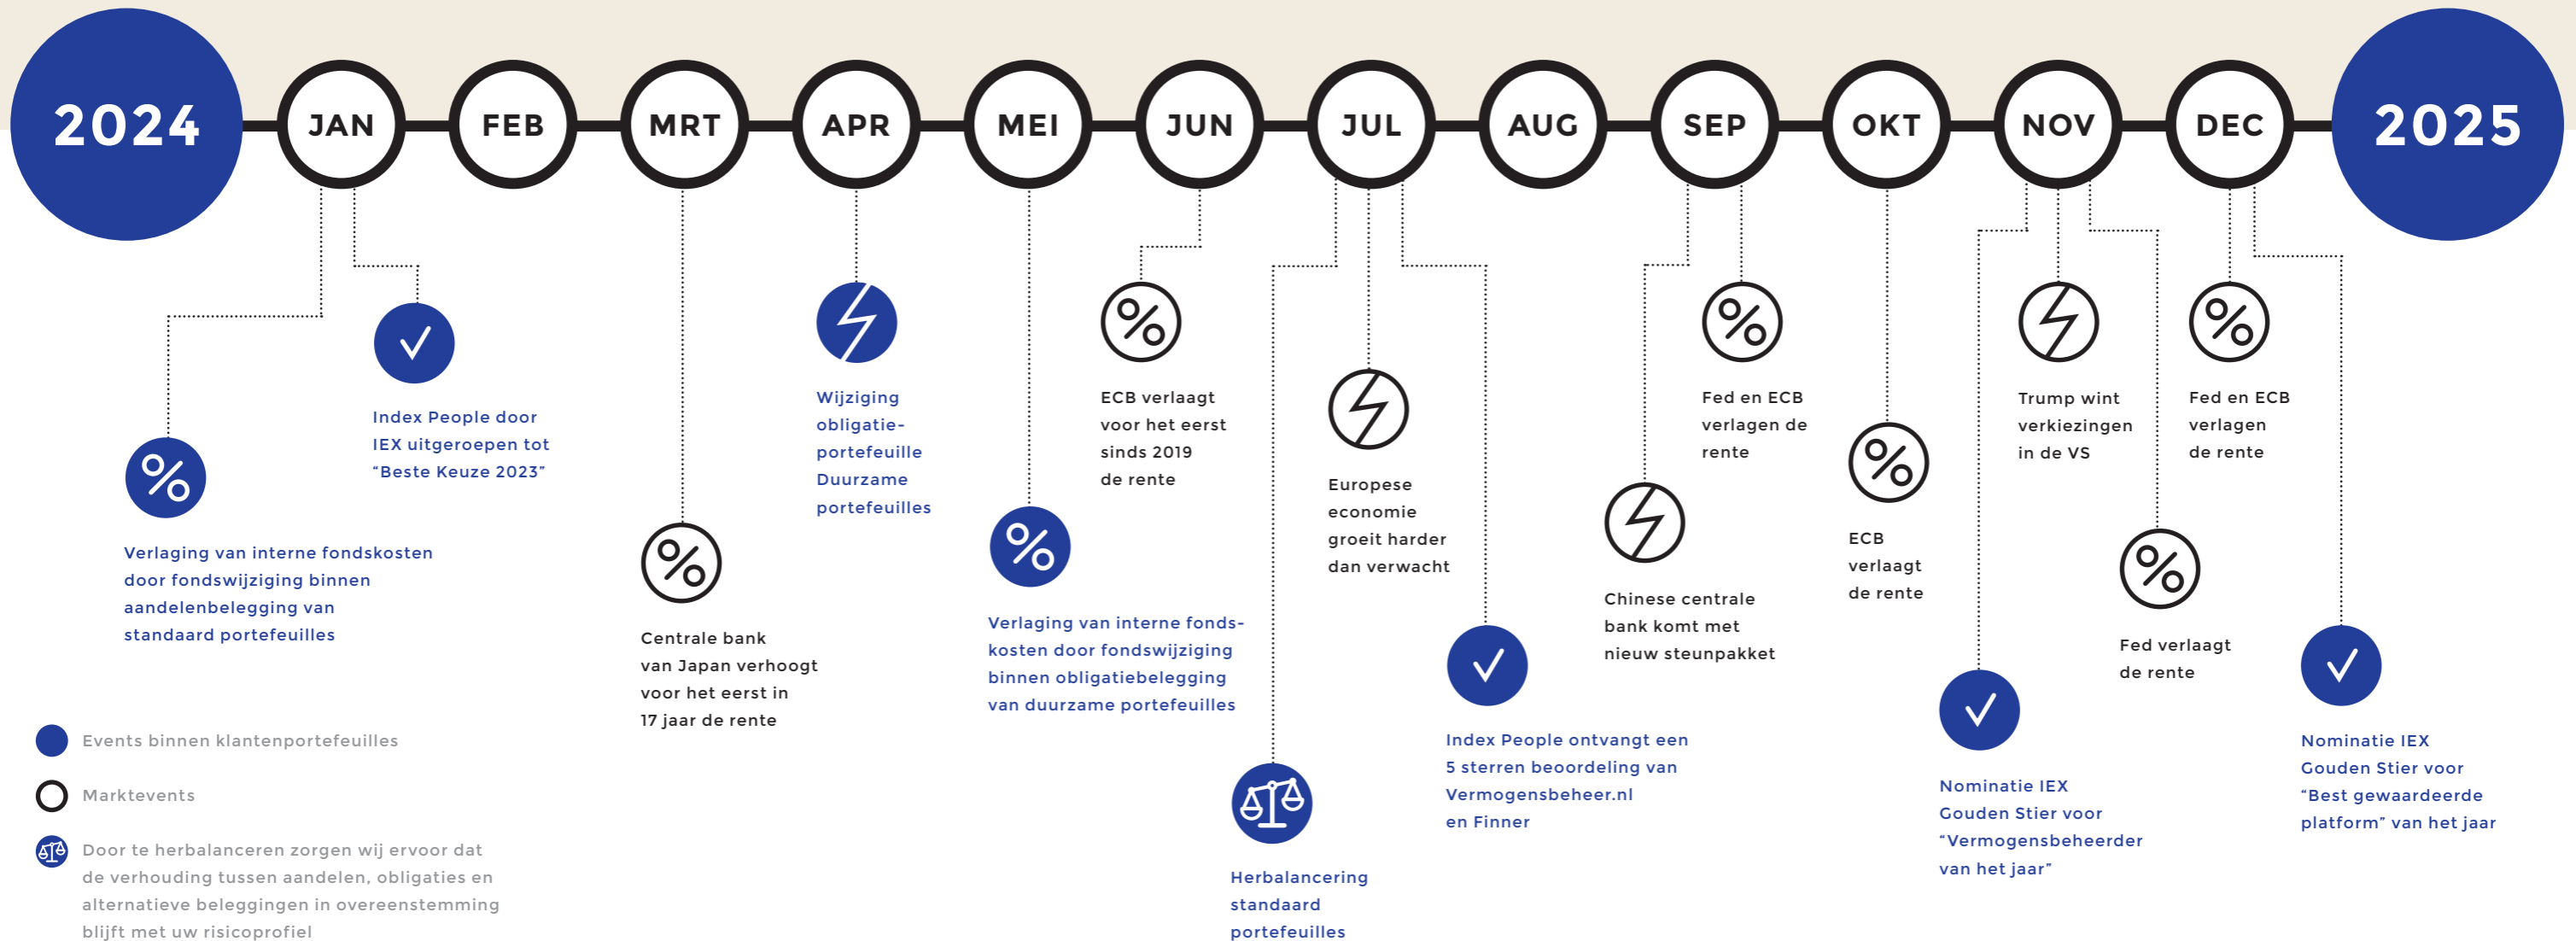 2024
JAN
FEB
MRT
APR
MEI
JUN
JUL
AUG
SEP
OKT
NOV
DEC
2025
Verlaging van interne fondskosten
door fondswijziging binnen
aandelenbelegging van
standaard portefeuilles
Index People door
IEX uitgeroepen tot
“Beste Keuze 2023”
Centrale bank
van Japan verhoogt
voor het eerst in
17 jaar de rente
Wijziging
obligatie-
portefeuille
Duurzame
portefeuilles
Verlaging van interne fonds-
kosten door fondswijziging
binnen obligatiebelegging
van duurzame portefeuilles
ECB verlaagt
voor het eerst
sinds 2019
de rente
Herbalancering
standaard
portefeuilles
Europese
economie
groeit harder
dan verwacht
Index People ontvangt een
5 sterren beoordeling van
Vermogensbeheer.nl
en Finner
Chinese centrale
bank komt met
nieuw steunpakket
Fed en ECB
verlagen de
rente
ECB
verlaagt
de rente
Nominatie IEX
Gouden Stier voor
“Vermogensbeheerder
van het jaar”
Trump wint
verkiezingen
in de VS
Fed verlaagt
de rente
Fed en ECB
verlagen
de rente
Nominatie IEX
Gouden Stier voor
“Best gewaardeerde
platform” van het jaar
Events binnen klantenportefeuilles
Marktevents
Door te herbalanceren zorgen wij ervoor dat
de verhouding tussen aandelen, obligaties en
alternatieve beleggingen in overeenstemming
blijft met uw risicoprofiel